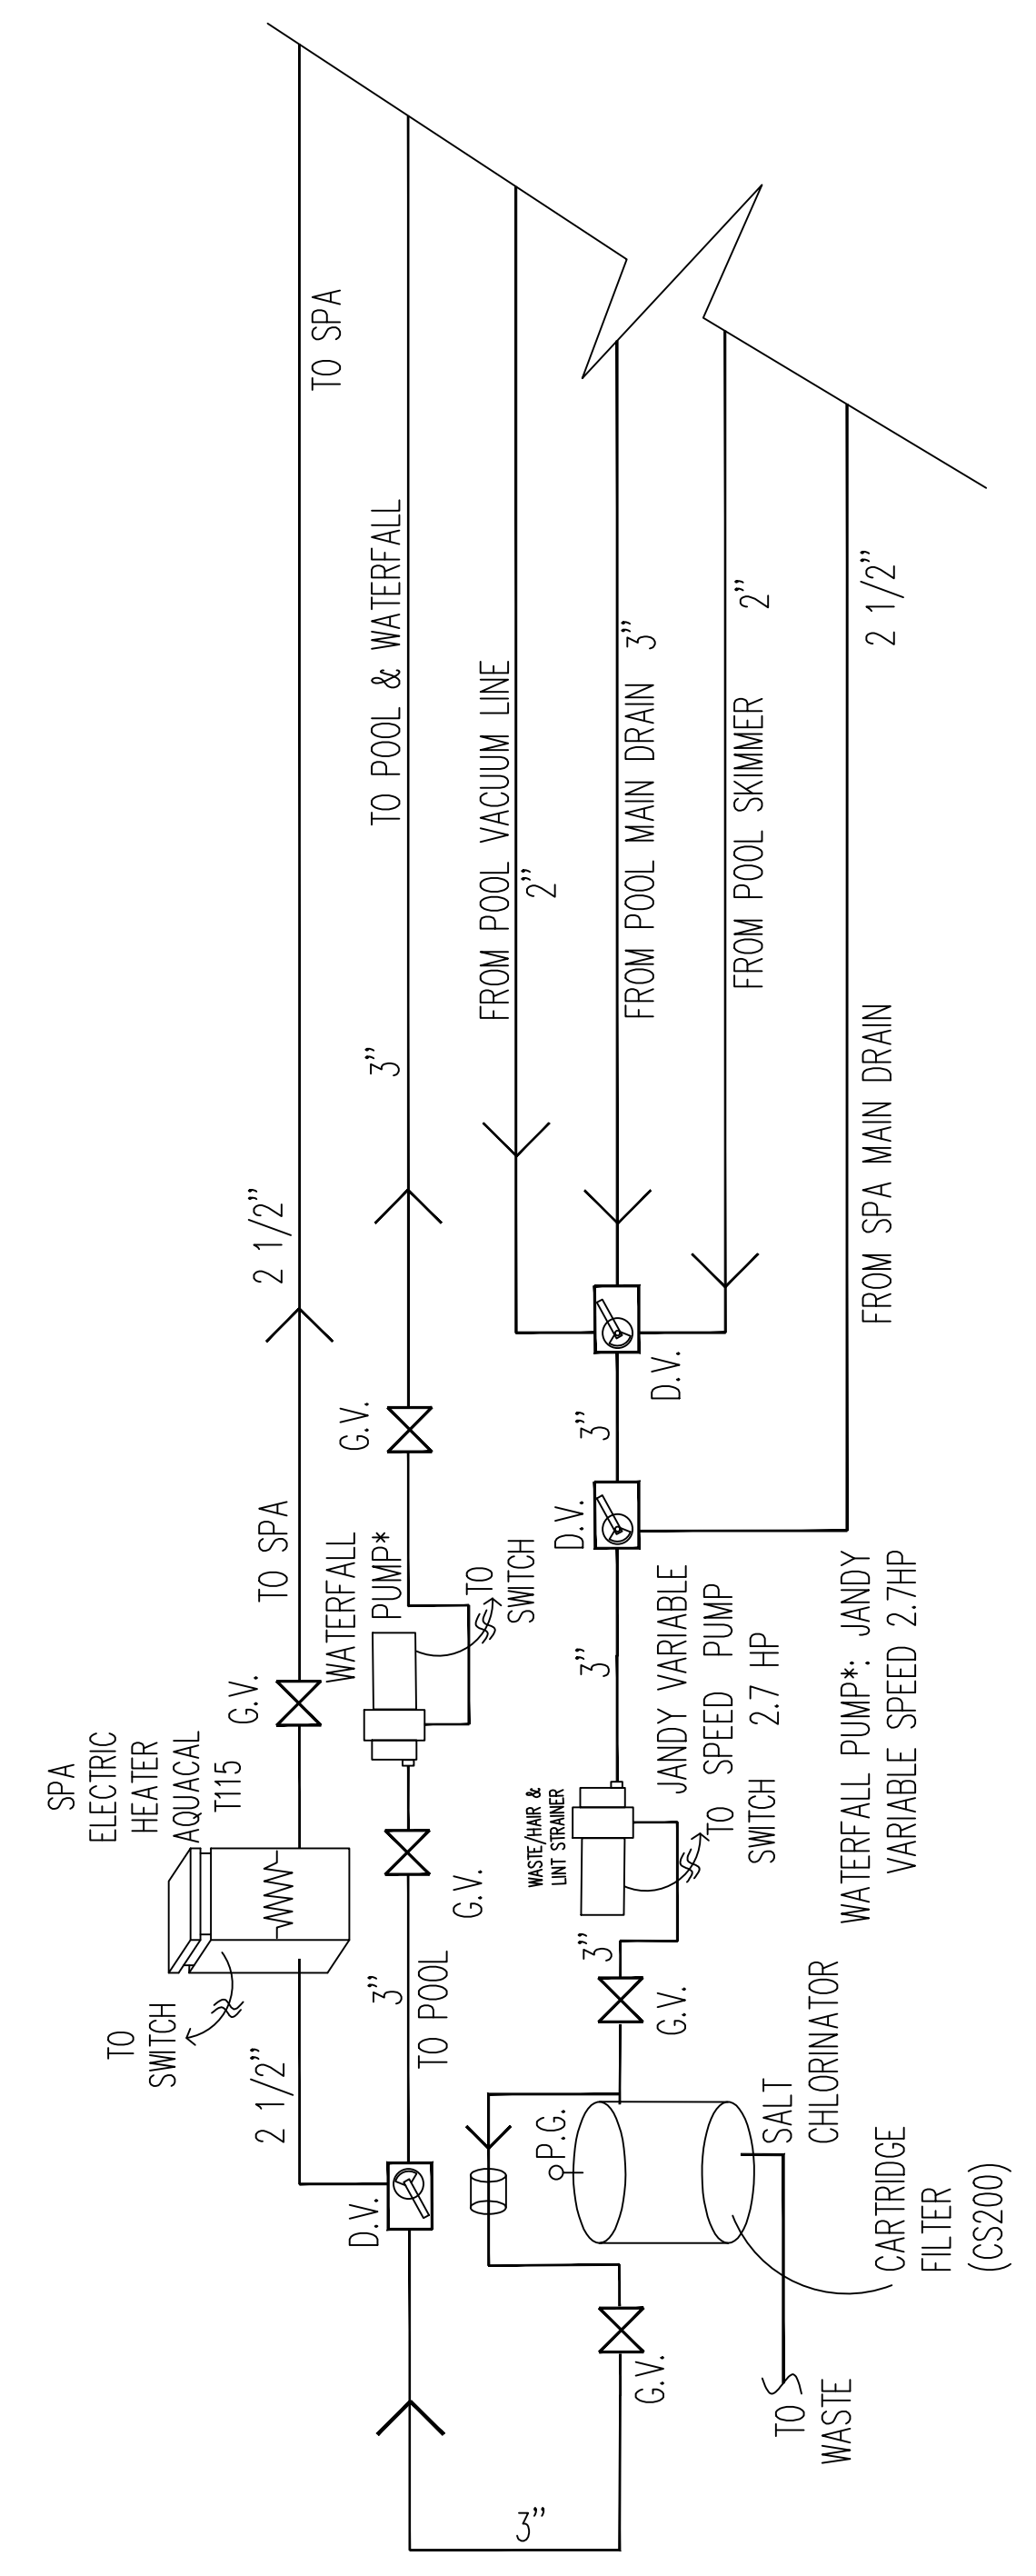 SPA
ELECTRIC
HEATER
AQUACAL
T115
TO
SWITCH
2 1/2”
G.V.
TO SPA
2 1/2”
TO SPA
D.V.
3”
TO POOL
G.V.
WATERFALL
PUMP*
TO
SWITCH
G.V.
3”
TO POOL & WATERFALL
FROM POOL VACUUM LINE
2”
FROM POOL MAIN DRAIN 3”
FROM POOL SKIMMER 2”
FROM SPA MAIN DRAIN
2 1/2”
D.V.
3”
D.V.
3”
WASTE/HAIR &
LINT STRAINER
JANDY VARIABLE
SPEED PUMP
2.7 HP
TO
SWITCH
WATERFALL PUMP*: JANDY
VARIABLE SPEED 2.7HP
3”
G.V.
P.G.
SALT
CHLORINATOR
CARTRIDGE
FILTER
(CS200)
G.V.
TO
WASTE
3”